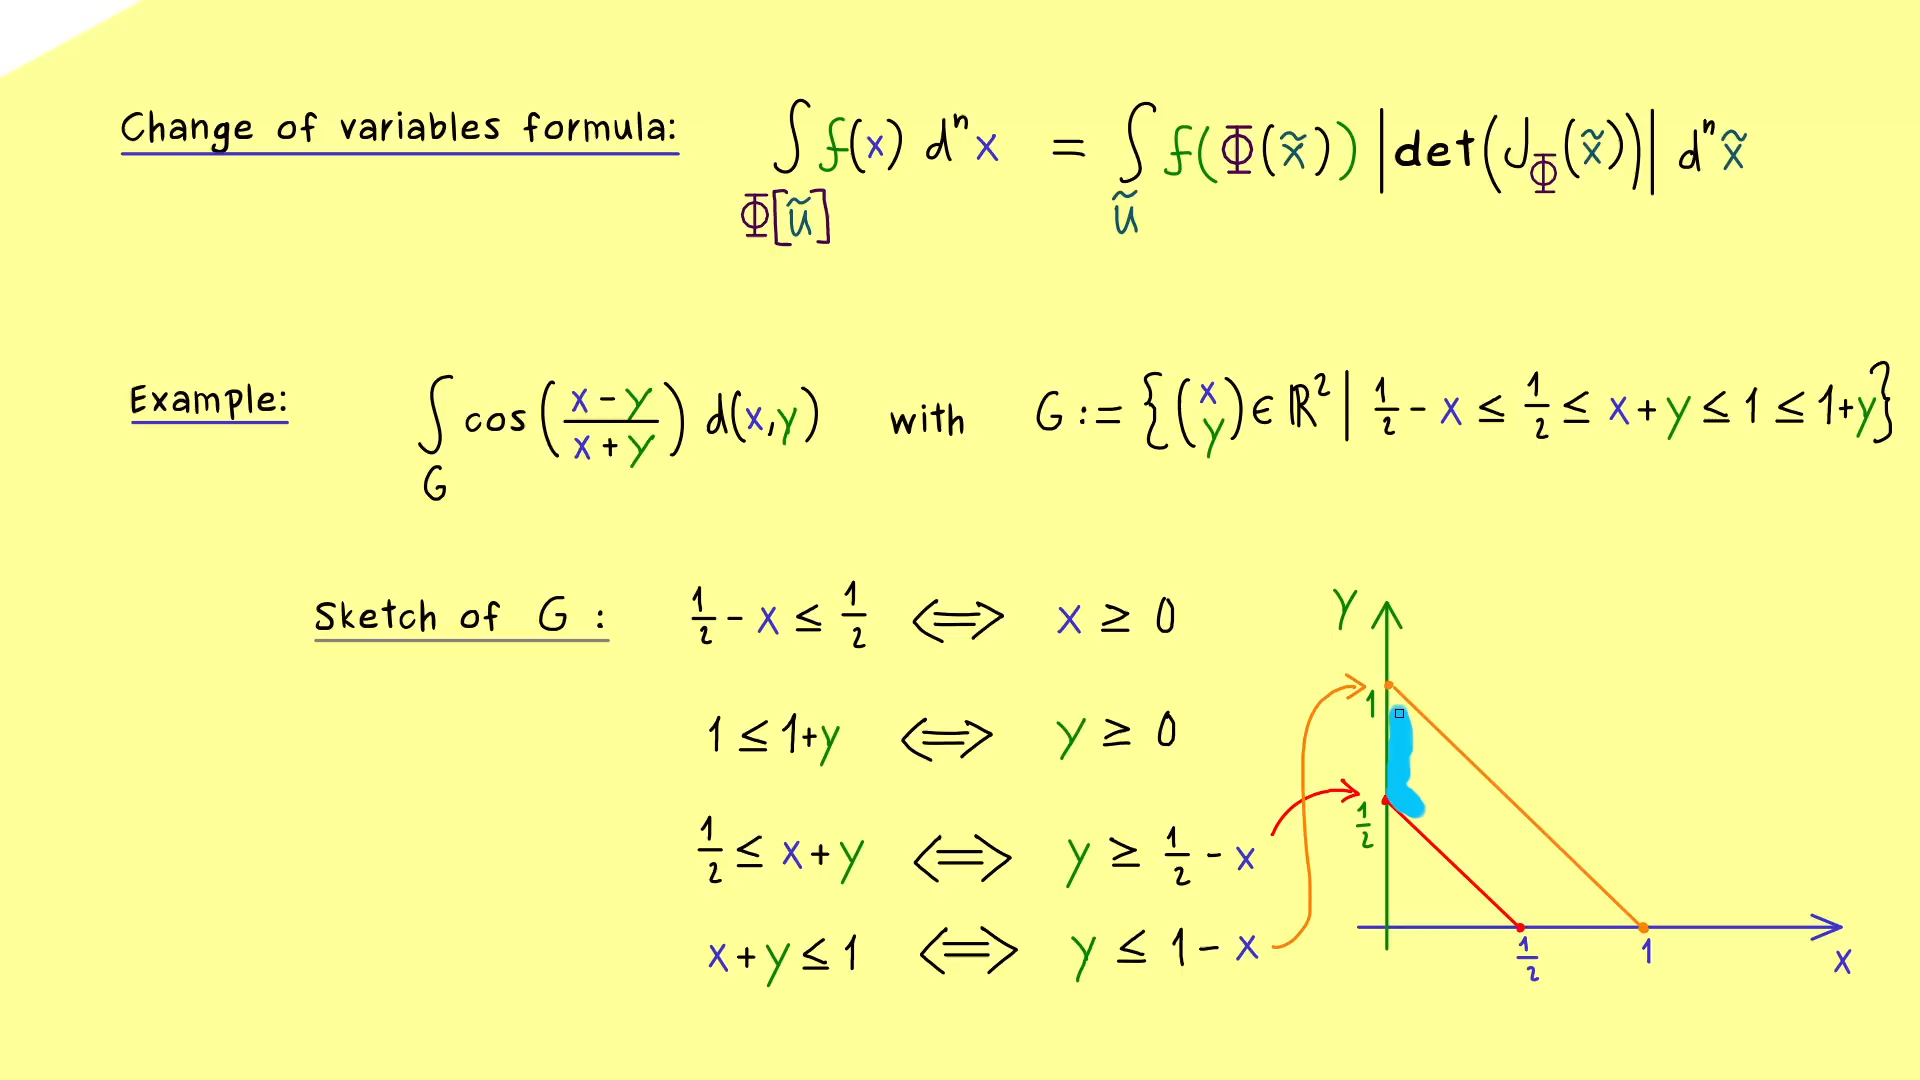 Change of variables formula: ∫_{Φ[ũ]} f(x) dⁿx = ∫_ũ f(Φ(x̃)) |det(J_Φ(x̃))| dⁿx̃
Example: ∫_G cos((x-y)/(x+y)) d(x,y) with G := {(x y) ∈ ℝ² | 1/2 - x ≤ 1/2 ≤ x+y ≤ 1 ≤ 1+y}
Sketch of G : 1/2 - x ≤ 1/2 ⟺ x ≥ 0
1 ≤ 1+y ⟺ y ≥ 0
1/2 ≤ x+y ⟺ y ≥ 1/2 - x
x+y ≤ 1 ⟺ y ≤ 1 - x
y
1
1/2
1/2 1 x